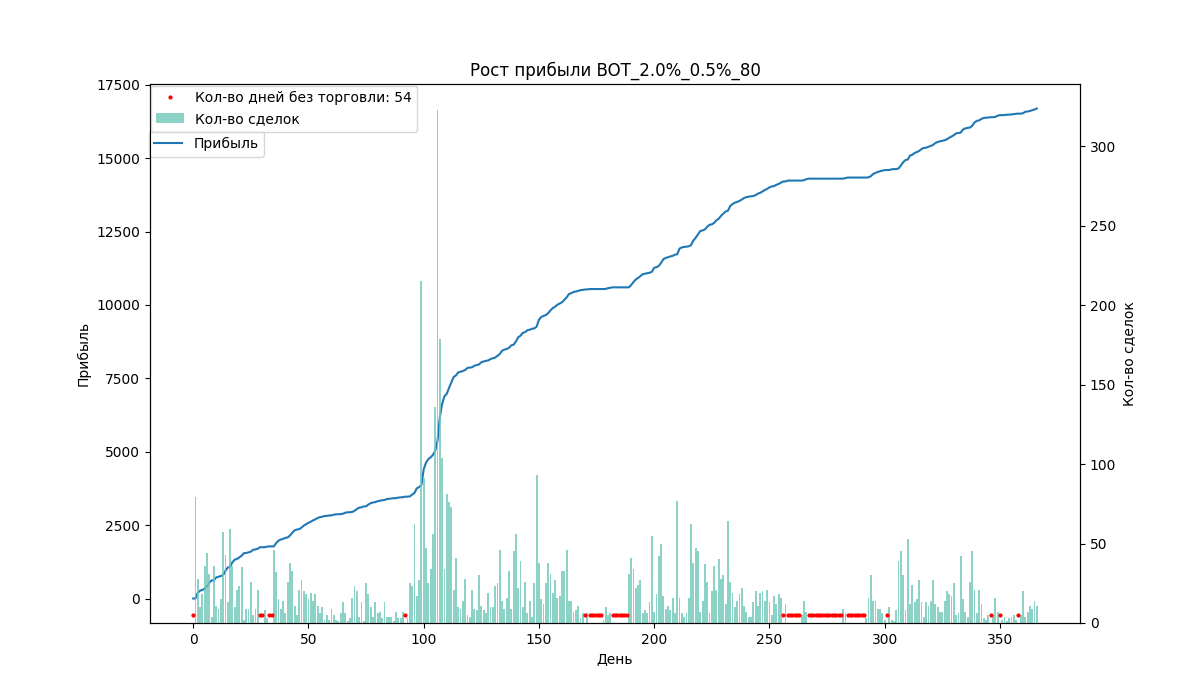 Рост прибыли BOT_2.0%_0.5%_80
Кол-во дней без торговли: 54
Кол-во сделок
Прибыль
17500
15000
12500
10000
7500
5000
2500
0
Прибыль
300
250
200
150
100
50
0
Кол-во сделок
0 50 100 150 200 250 300 350
День